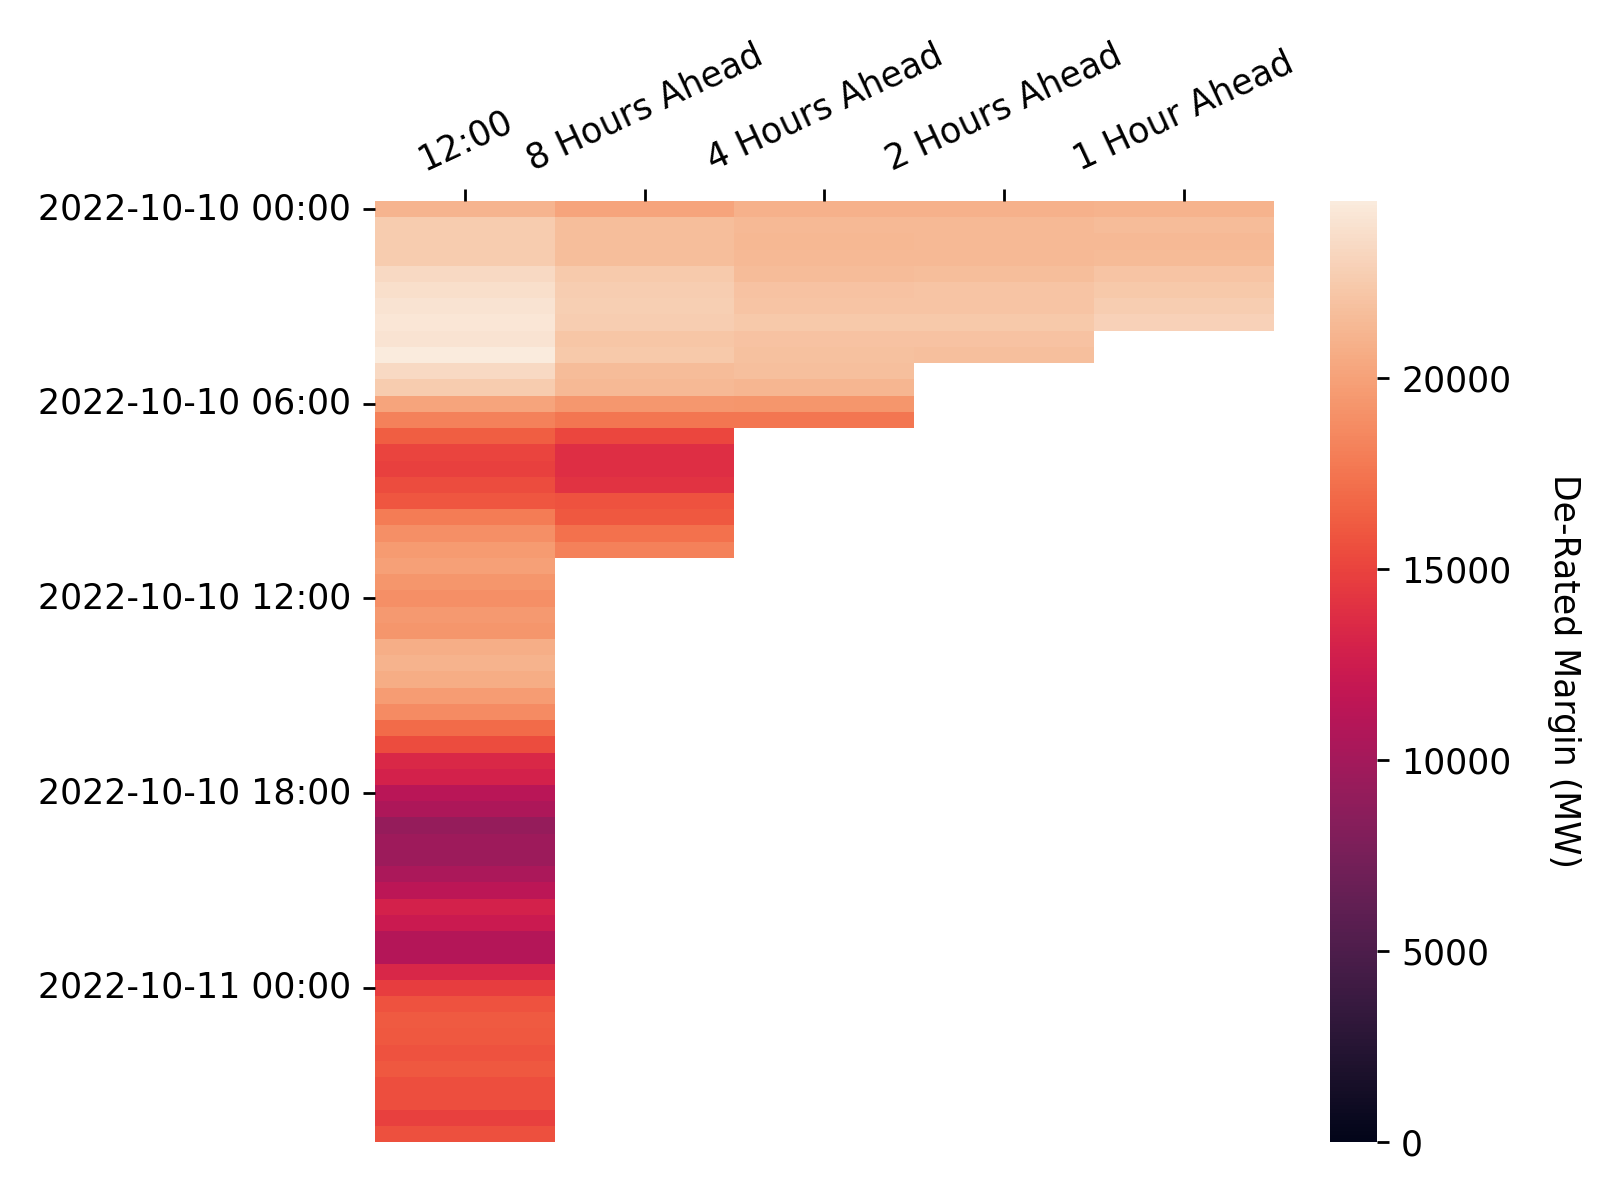 12:00
8 Hours Ahead
4 Hours Ahead
2 Hours Ahead
1 Hour Ahead
2022-10-10 00:00
2022-10-10 06:00
2022-10-10 12:00
2022-10-10 18:00
2022-10-11 00:00
20000
15000
10000
5000
0
De-Rated Margin (MW)